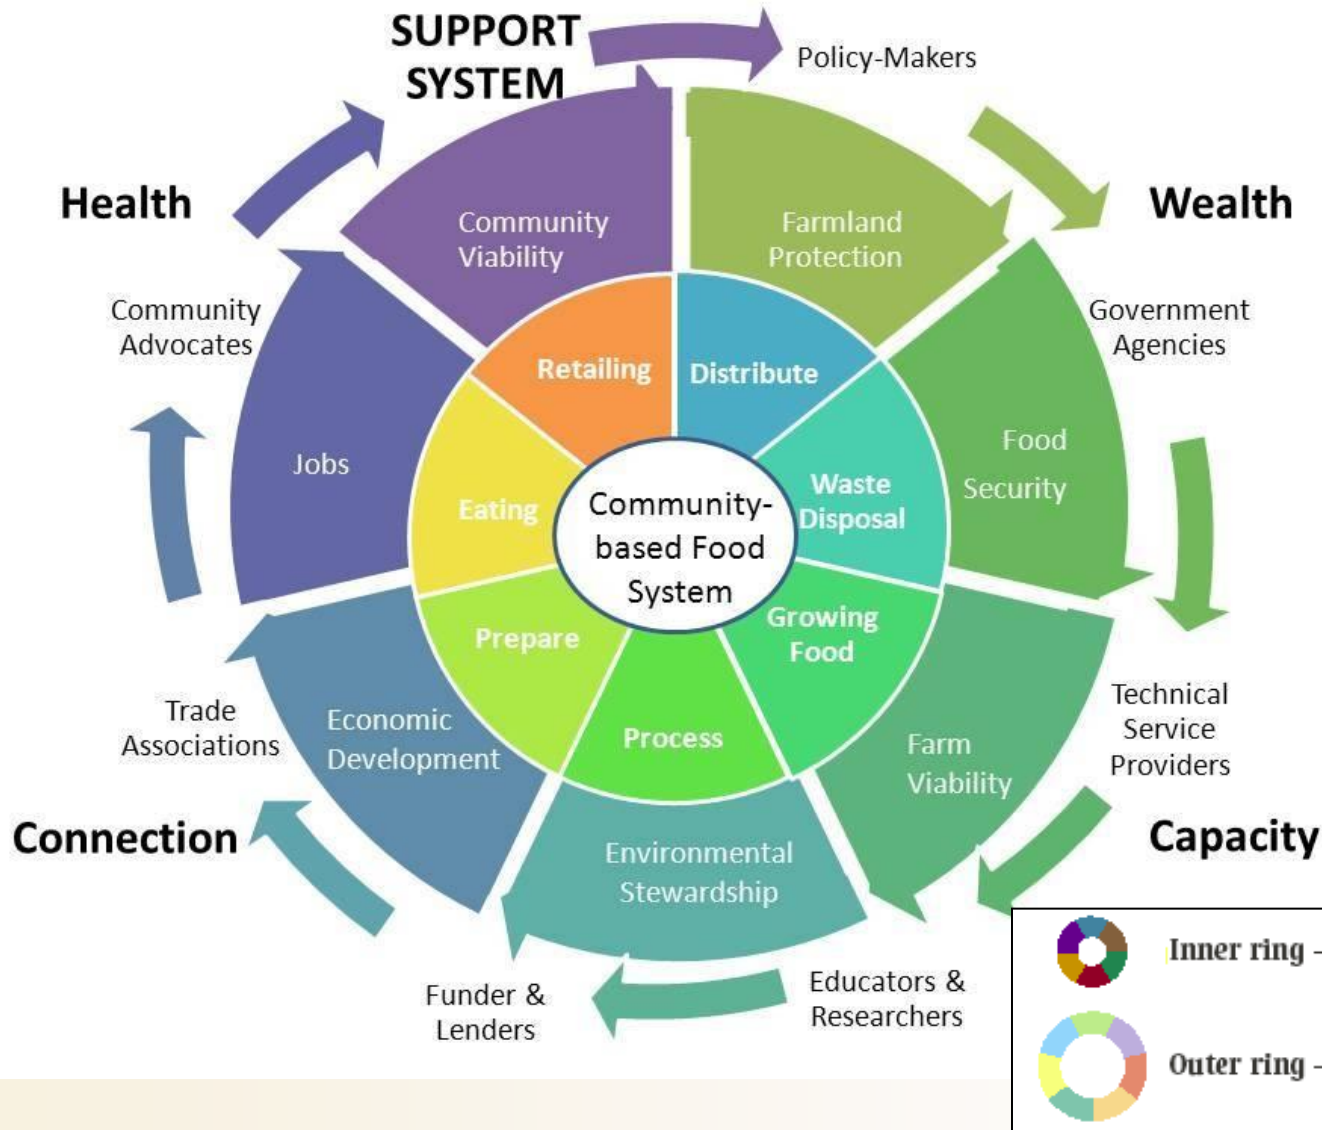 SUPPORT
SYSTEM
Policy-Makers
Health
Wealth
Community
Viability
Farmland
Protection
Community
Advocates
Government
Agencies
Retailing
Distribute
Jobs
Food
Security
Eating
Waste
Disposal
Community-
based Food
System
Prepare
Growing
Food
Process
Trade
Associations
Economic
Development
Farm
Viability
Technical
Service
Providers
Connection
Capacity
Environmental
Stewardship
Funder &
Lenders
Educators &
Researchers
Inner ring -
Outer ring -